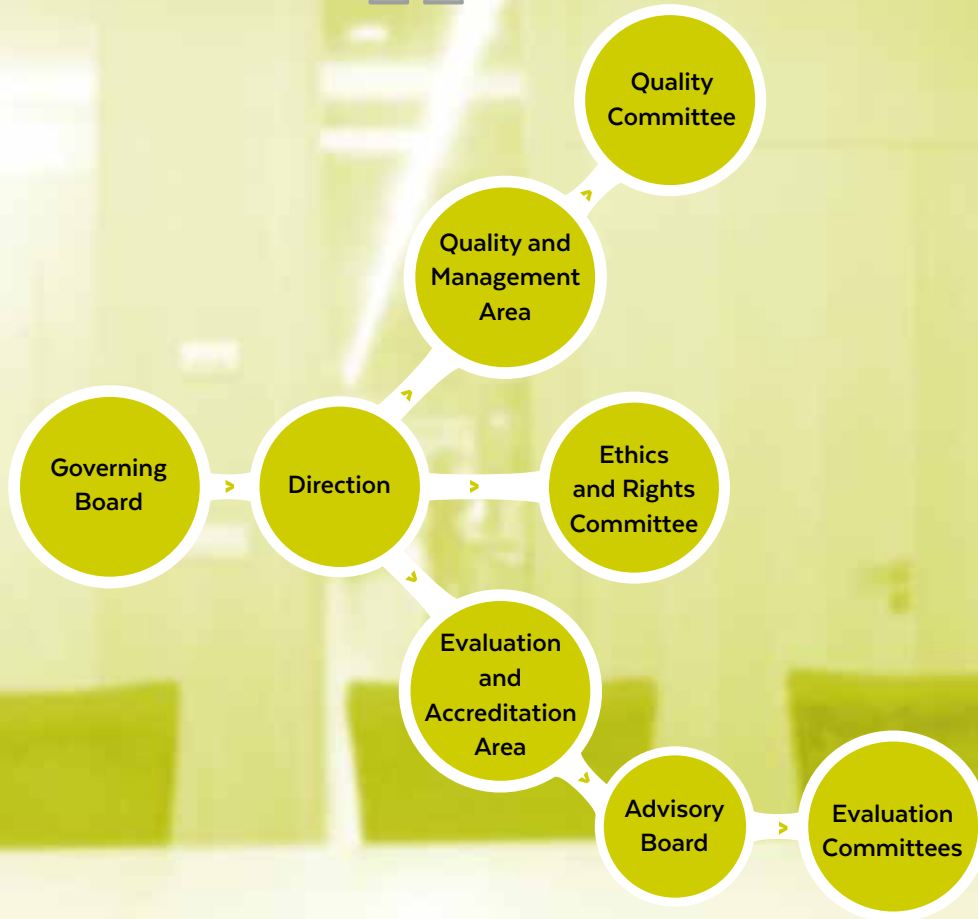 Quality
Committee
Quality and
Management
Area
Governing
Board
Direction
Ethics
and Rights
Committee
Evaluation
and
Accreditation
Area
Advisory
Board
Evaluation
Committees